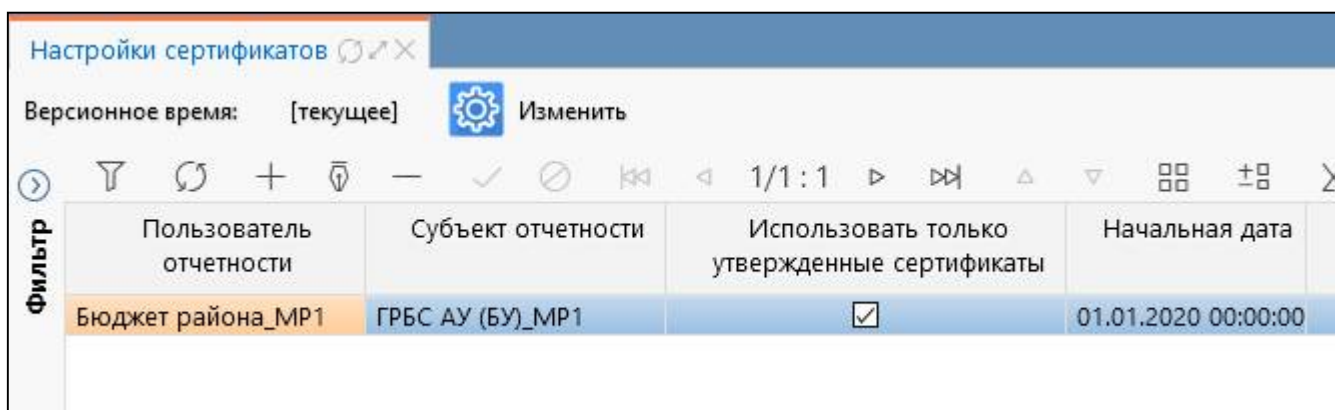 Настройки сертификатов
Версионное время: [текущее] Изменить
1/1 : 1
Фильтр
Пользователь отчетности
Субъект отчетности
Использовать только утвержденные сертификаты
Начальная дата
Бюджет района_МР1 ГРБС АУ (БУ)_МР1 01.01.2020 00:00:00